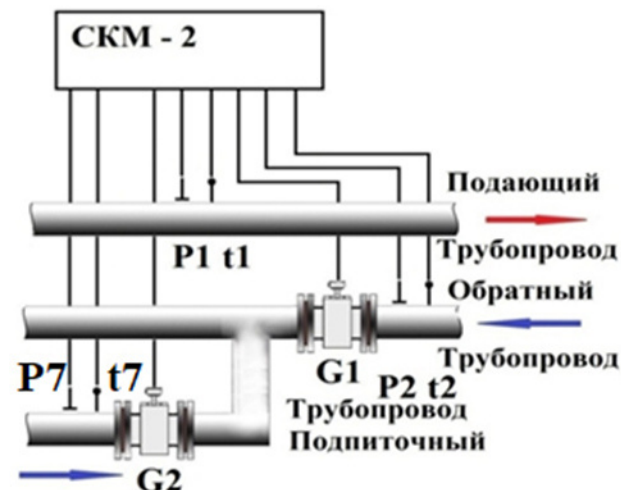 СКМ - 2
Подающий
Трубопровод
P1 t1
Обратный
Трубопровод
P7 t7
G1
P2 t2
Трубопровод
Подпиточный
G2